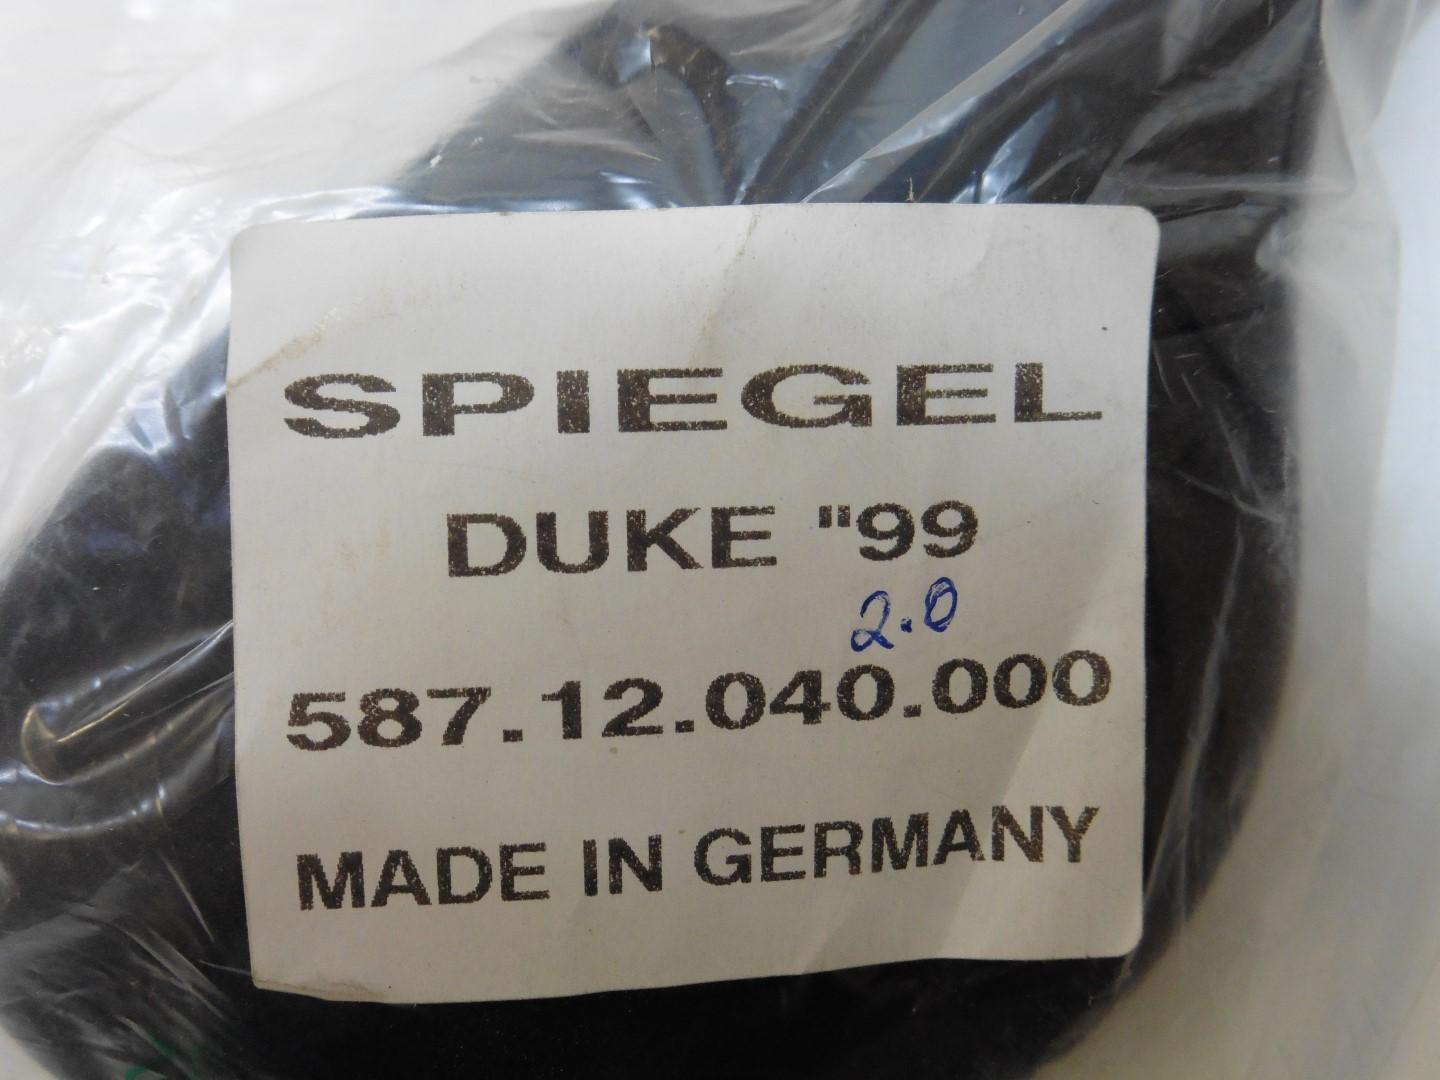 SPIEGEL
DUKE "99
2.0
587.12.040.000
MADE IN GERMANY